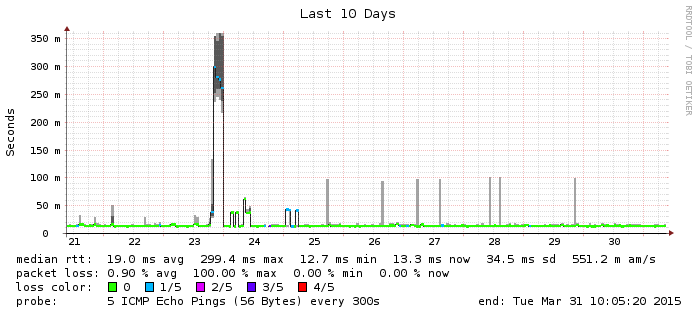 Last 10 Days
RRDTOOL / TOBI OETIKER
Seconds
350 m
300 m
250 m
200 m
150 m
100 m
50 m
0
21 22 23 24 25 26 27 28 29 30
median rtt: 19.0 ms avg 299.4 ms max 12.7 ms min 13.3 ms now 34.5 ms sd 551.2 m am/s
packet loss: 0.90 % avg 100.00 % max 0.00 % min 0.00 % now
loss color: 0 1/5 2/5 3/5 4/5
probe: 5 ICMP Echo Pings (56 Bytes) every 300s end: Tue Mar 31 10:05:20 2015